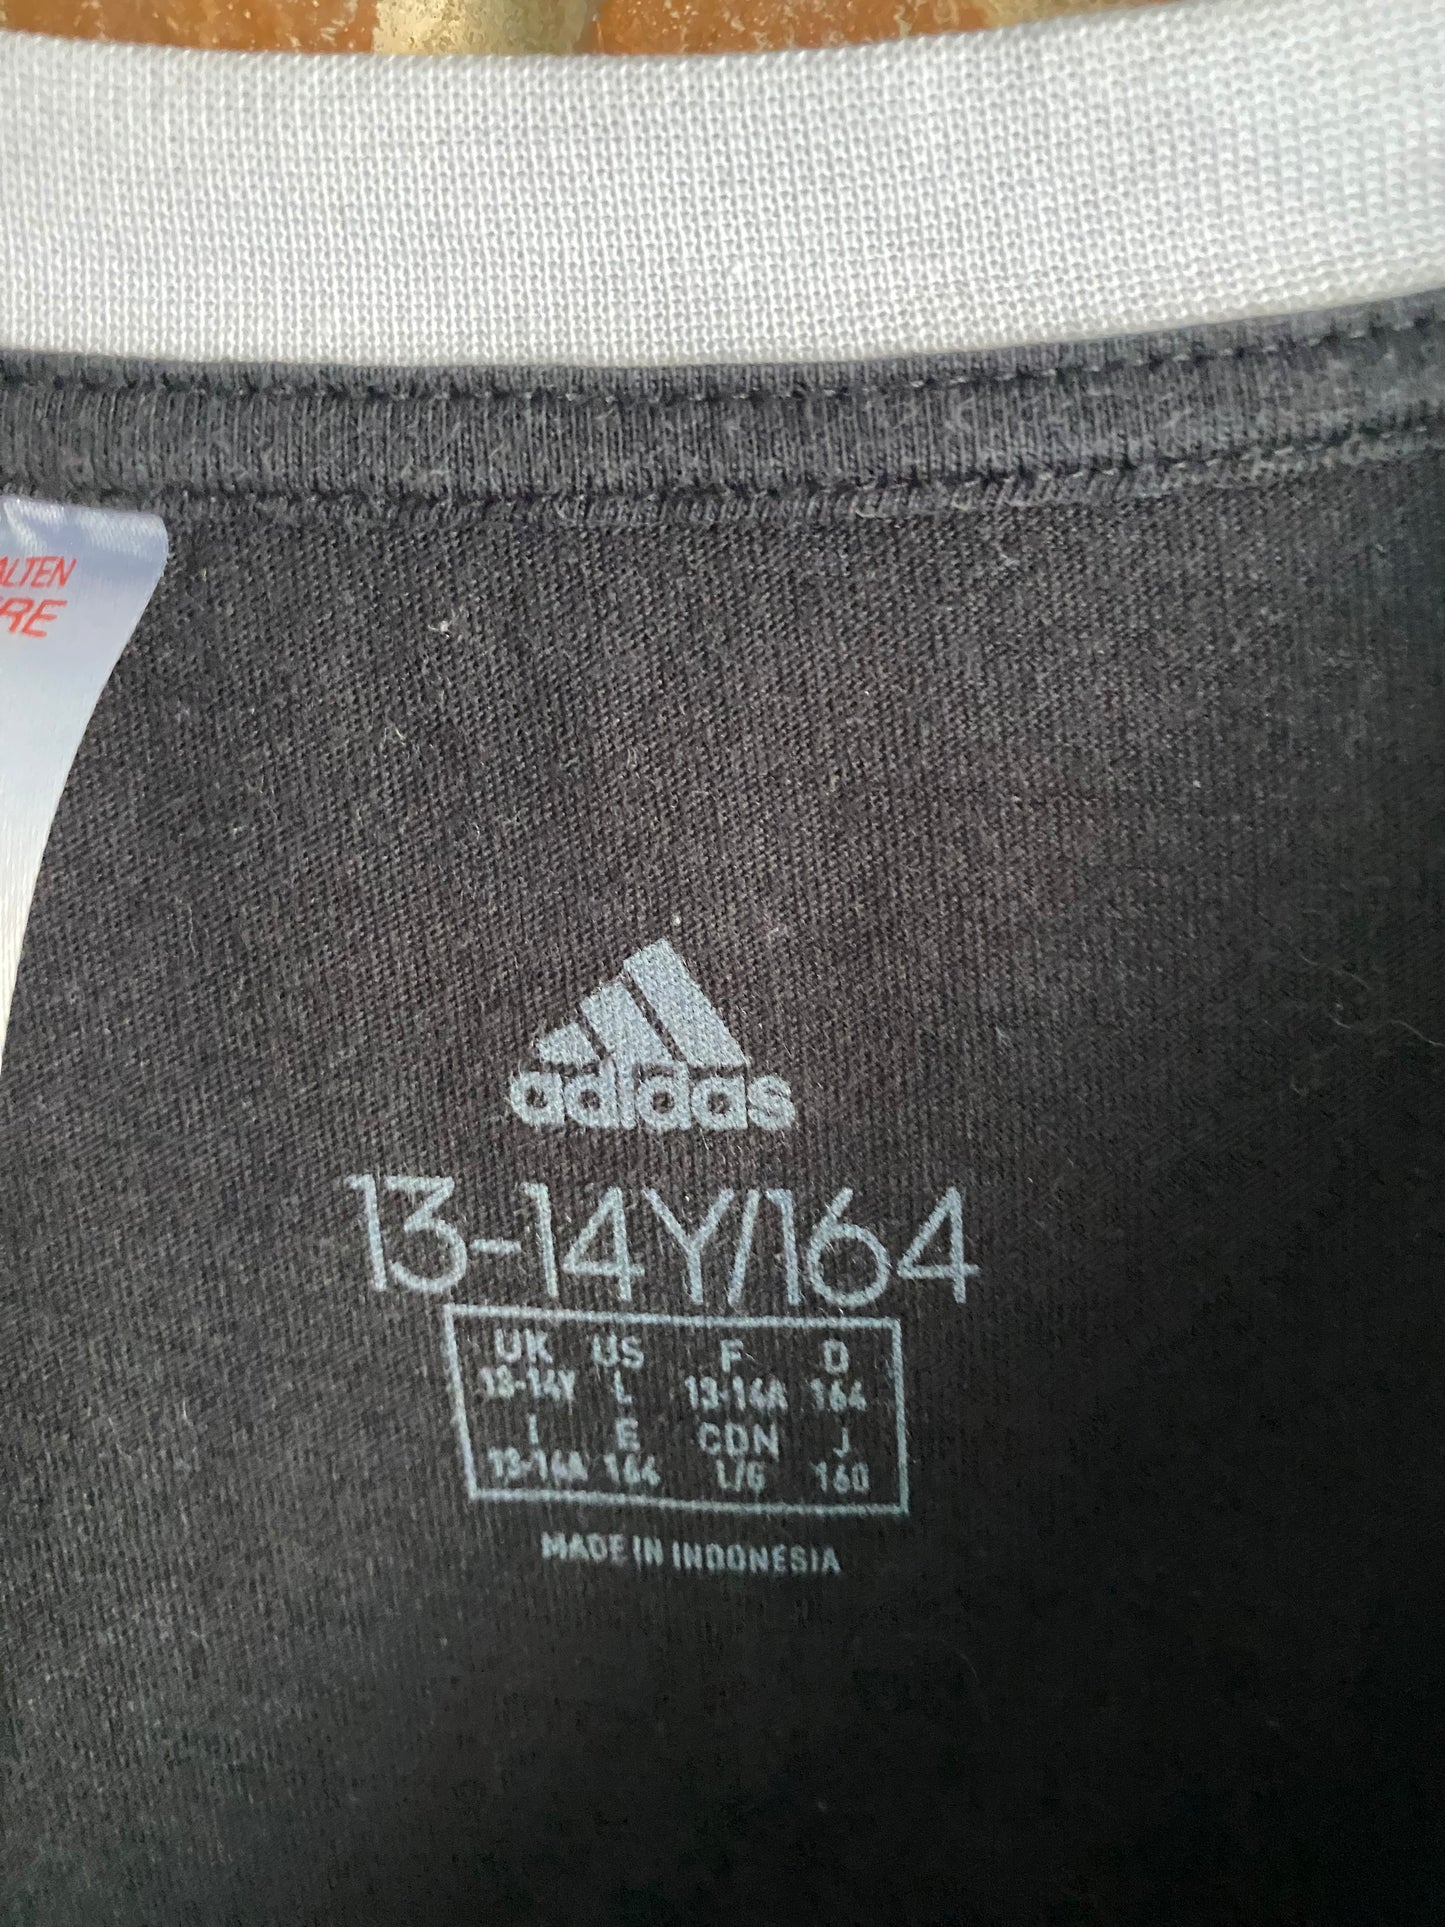 ALTEN
RE
adidas
13-14Y/164
UK US F D
13-14Y L 13-14A 164
I E CDN J
13-14A 164 L/G 160
MADE IN INDONESIA